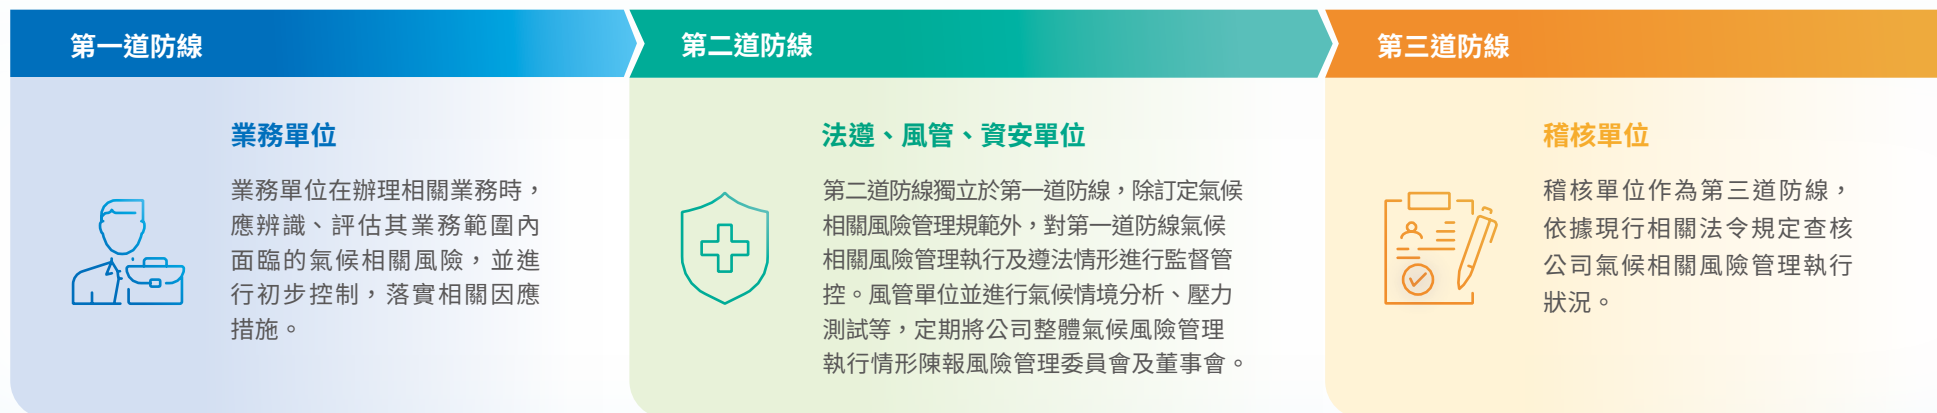 第一道防線
業務單位
業務單位在辦理相關業務時，
應辨識、評估其業務範圍內
面臨的氣候相關風險，並進
行初步控制，落實相關因應
措施。
第二道防線
法遵、風管、資安單位
第二道防線獨立於第一道防線，除訂定氣候
相關風險管理規範外，對第一道防線氣候
相關風險管理執行及遵法情形進行監督管
控。風管單位並進行氣候情境分析、壓力
測試等，定期將公司整體氣候風險管理
執行情形陳報風險管理委員會及董事會。
第三道防線
稽核單位
稽核單位作為第三道防線，
依據現行相關法令規定查核
公司氣候相關風險管理執行
狀況。